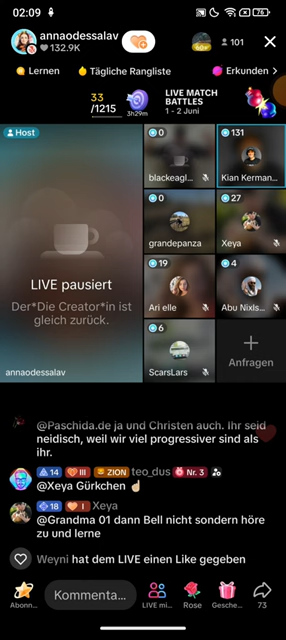 02:09
76
annaodessalav
132.9K
101
Lernen
Tägliche Rangliste
Erkunden
33
/1215
3h29m
LIVE MATCH
BATTLES
1 - 2 Juni
Host
0
131
blackeagl...
Kian Kerman...
0
27
grandepanza
Xeya
LIVE pausiert
Der*Die Creator*in ist
gleich zurück.
19
4
Ari elle
Abu Nixls...
6
ScarsLars
Anfragen
annaodessalav
@Paschida.de ja und Christen auch. Ihr seid
neidisch, weil wir viel progressiver sind als
ihr.
14 III ZION teo_dus Nr. 3
@Xeya Gürkchen ☝🏻
18 I Xeya
@Grandma 01 dann Bell nicht sondern höre
zu und lerne
Weyni hat dem LIVE einen Like gegeben
Kommenta...
Abonn...
LIVE mi...
Rose
Gesche...
73